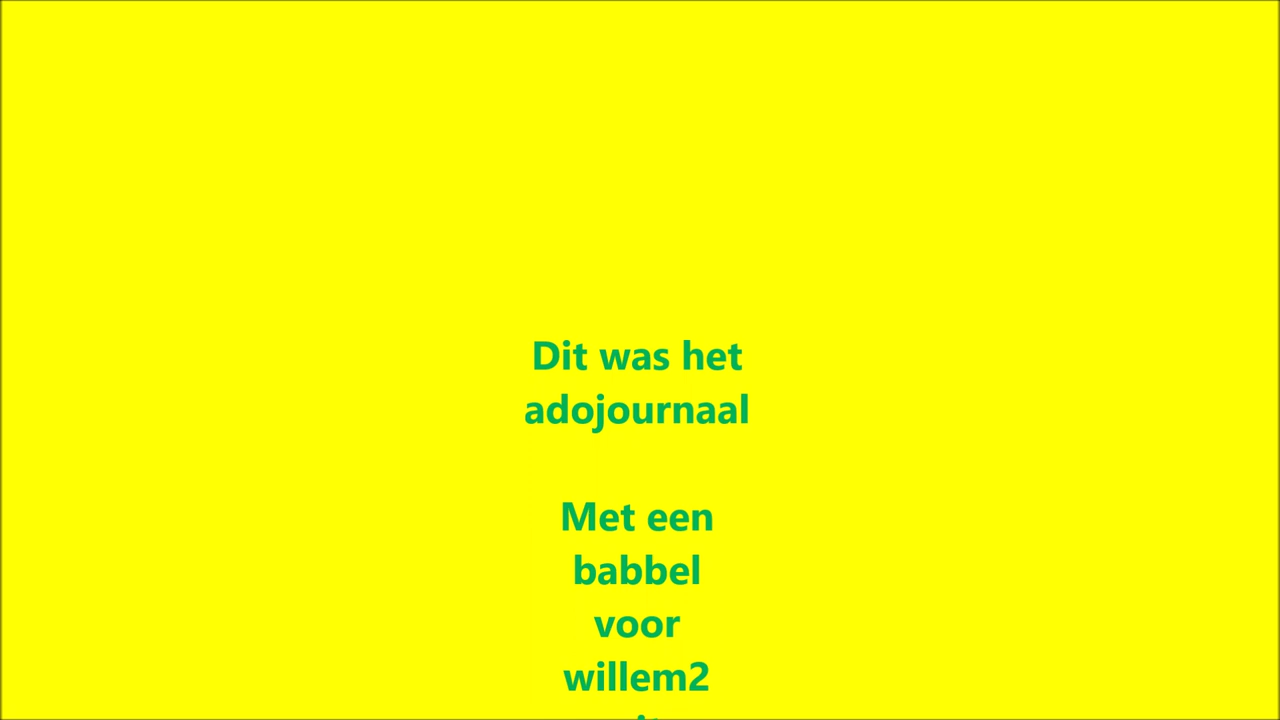 Dit was het
adojournaal
Met een
babbel
voor
willem2